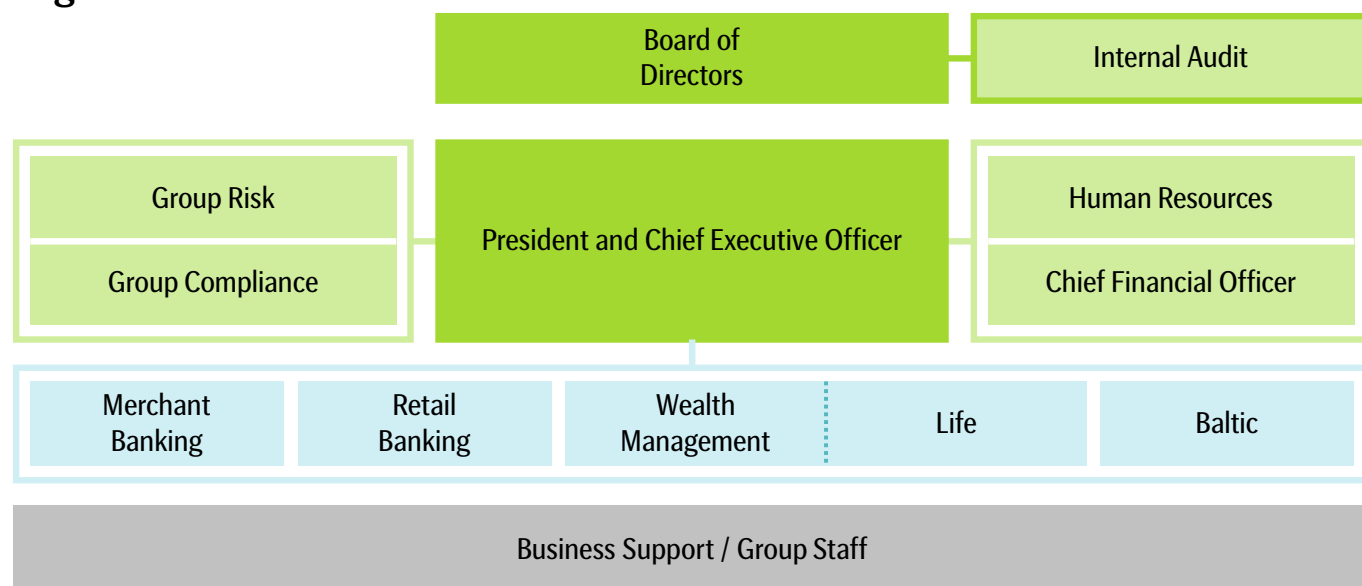 Board of
Directors
Internal Audit
Group Risk
Group Compliance
President and Chief Executive Officer
Human Resources
Chief Financial Officer
Merchant
Banking
Retail
Banking
Wealth
Management
Life
Baltic
Business Support / Group Staff